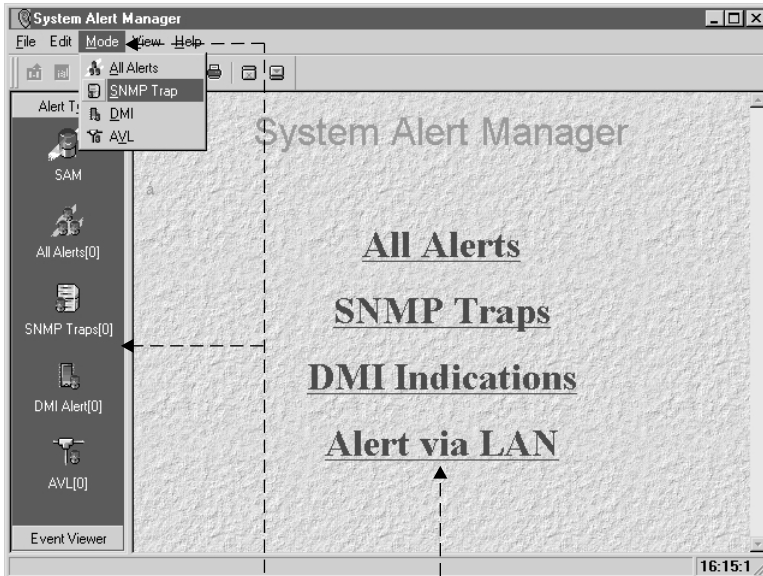 System Alert Manager
File Edit Mode View Help
All Alerts
SNMP Trap
DMI
AVL
Alert Ty
SAM
All Alerts[0]
SNMP Traps[0]
DMI Alert[0]
AVL[0]
Event Viewer
System Alert Manager
à
All Alerts
SNMP Traps
DMI Indications
Alert via LAN
16:15:1